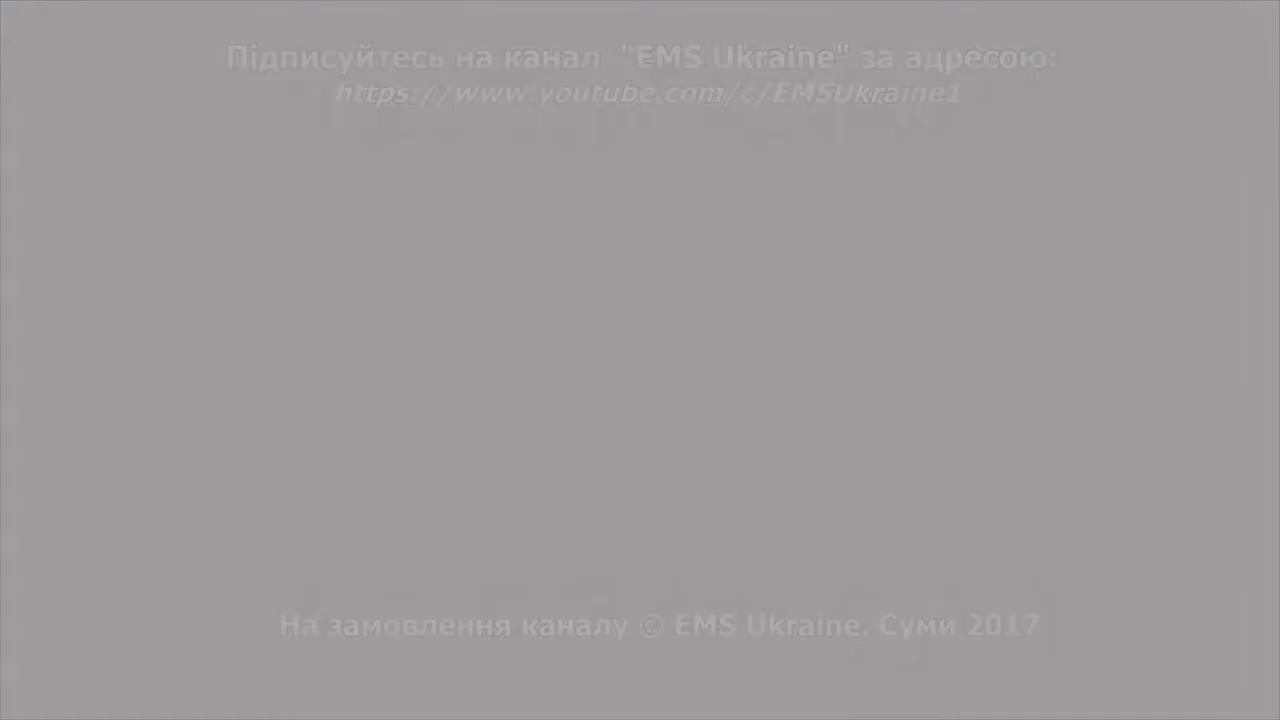 Підписуйтесь на канал "EMS Ukraine" за адресою:
https://www.youtube.com/c/EMSUkraine1
На замовлення каналу © EMS Ukraine. Суми 2017